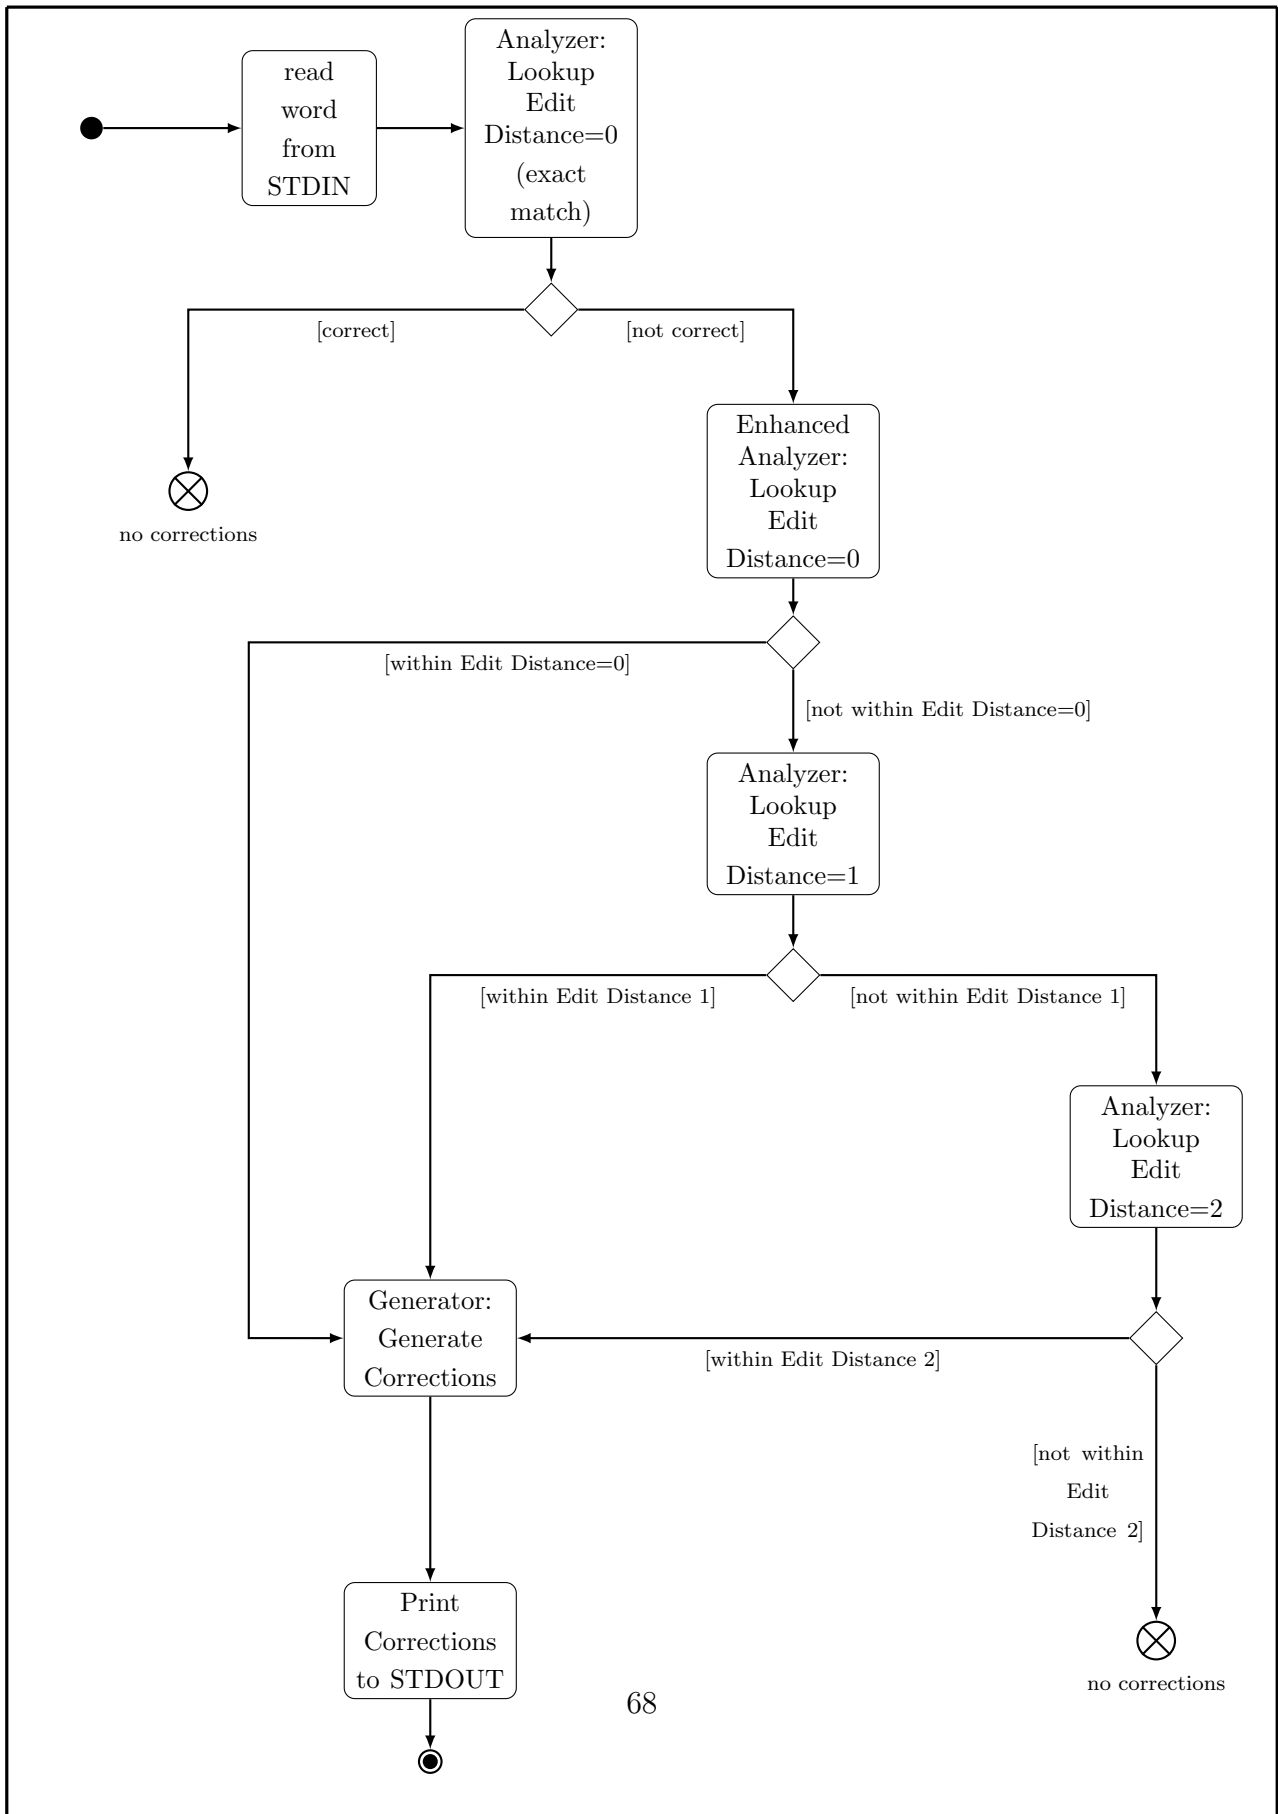 read
word
from
STDIN
Analyzer:
Lookup
Edit
Distance=0
(exact
match)
[correct]
[not correct]
no corrections
Enhanced
Analyzer:
Lookup
Edit
Distance=0
[within Edit Distance=0]
[not within Edit Distance=0]
Analyzer:
Lookup
Edit
Distance=1
[within Edit Distance 1]
[not within Edit Distance 1]
Analyzer:
Lookup
Edit
Distance=2
Generator:
Generate
Corrections
[within Edit Distance 2]
[not within
Edit
Distance 2]
Print
Corrections
to STDOUT
no corrections
68